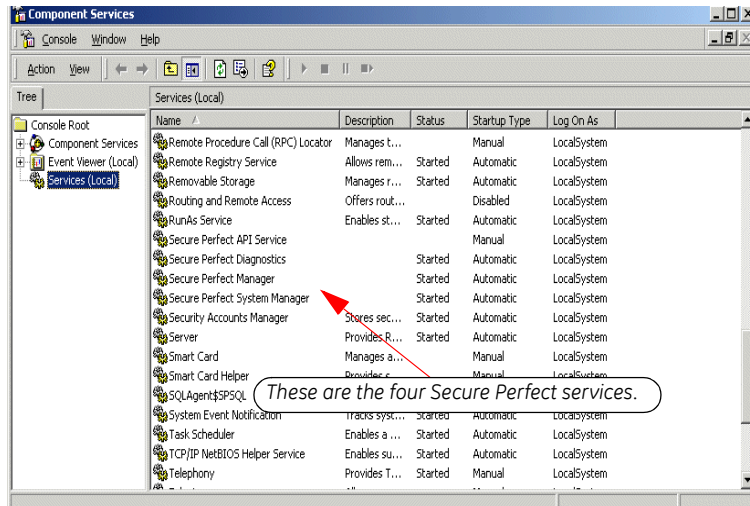 Component Services
Console Window Help
Action View
Tree
Services (Local)
Console Root
Component Services
Event Viewer (Local)
Services (Local)
Name Description Status Startup Type Log On As
Remote Procedure Call (RPC) Locator Manages t... Manual LocalSystem
Remote Registry Service Allows rem... Started Automatic LocalSystem
Removable Storage Manages r... Started Automatic LocalSystem
Routing and Remote Access Offers rout... Disabled LocalSystem
RunAs Service Enables st... Started Automatic LocalSystem
Secure Perfect API Service Manual LocalSystem
Secure Perfect Diagnostics Started Automatic LocalSystem
Secure Perfect Manager Started Automatic LocalSystem
Secure Perfect System Manager Started Automatic LocalSystem
Security Accounts Manager Stores sec... Started Automatic LocalSystem
Server Provides R... Started Automatic LocalSystem
Smart Card Manages a... Manual LocalSystem
Smart Card Helper Provides s... Manual LocalSystem
SQLAgent$SPSQL
These are the four Secure Perfect services.
System Event Notification Tracks syst... Started Automatic LocalSystem
Task Scheduler Enables a ... Started Automatic LocalSystem
TCP/IP NetBIOS Helper Service Enables su... Started Automatic LocalSystem
Telephony Provides T... Started Manual LocalSystem